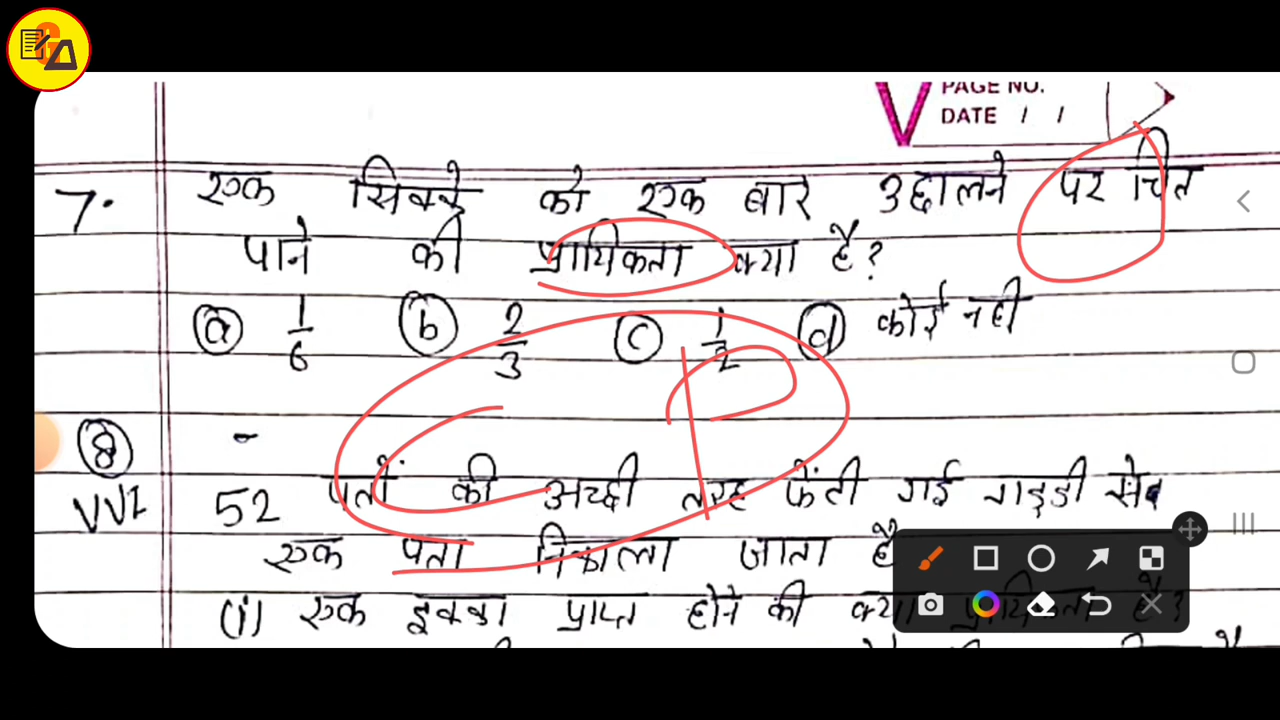 PAGE NO.
DATE / /
7. एक सिक्के को एक बार उछालने पर चित
पाने की प्रायिकता क्या है?
(a) 1/6 (b) 2/3 (c) 1/2 (d) कोई नही
(8)
VVI 52 पतों की अच्छी तरह फेंटी गई गड्डी से
एक पता निकाला जाता है
(i) एक इक्का प्राप्त होने की क्या प्रायिकता है?